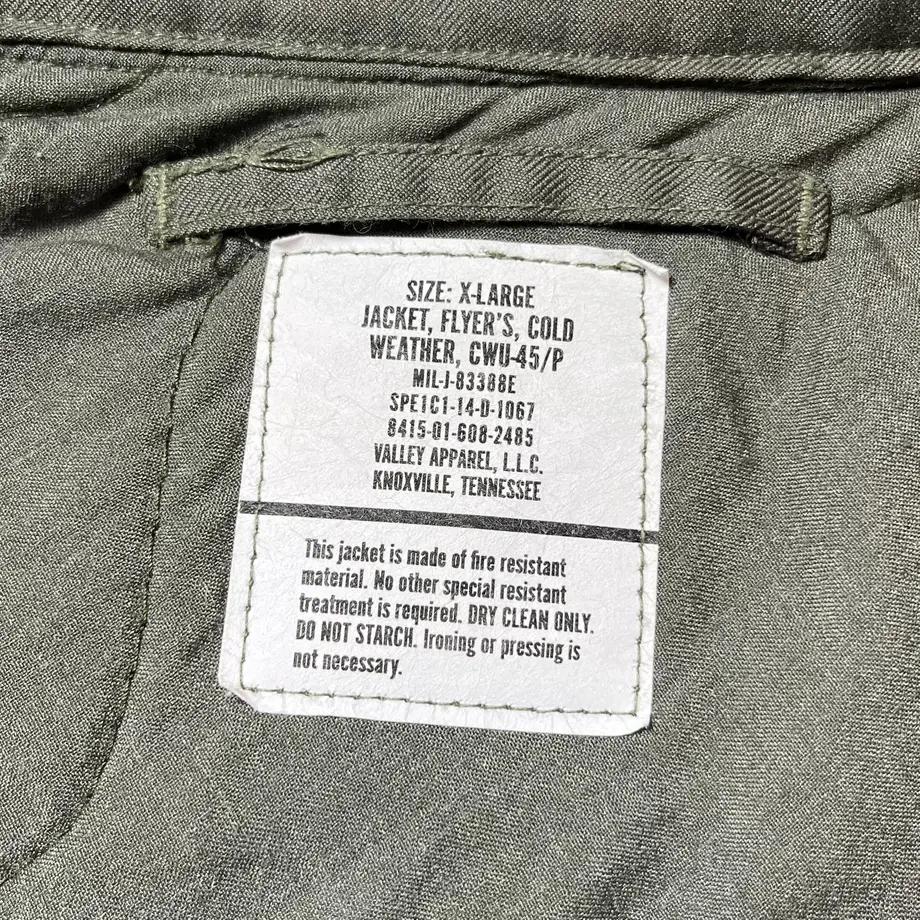 SIZE: X-LARGE
JACKET, FLYER'S, COLD
WEATHER, CWU-45/P
MIL-J-83388E
SPE1C1-14-D-1067
8415-01-608-2485
VALLEY APPAREL, L.L.C.
KNOXVILLE, TENNESSEE
This jacket is made of fire resistant
material. No other special resistant
treatment is required. DRY CLEAN ONLY.
DO NOT STARCH. Ironing or pressing is
not necessary.